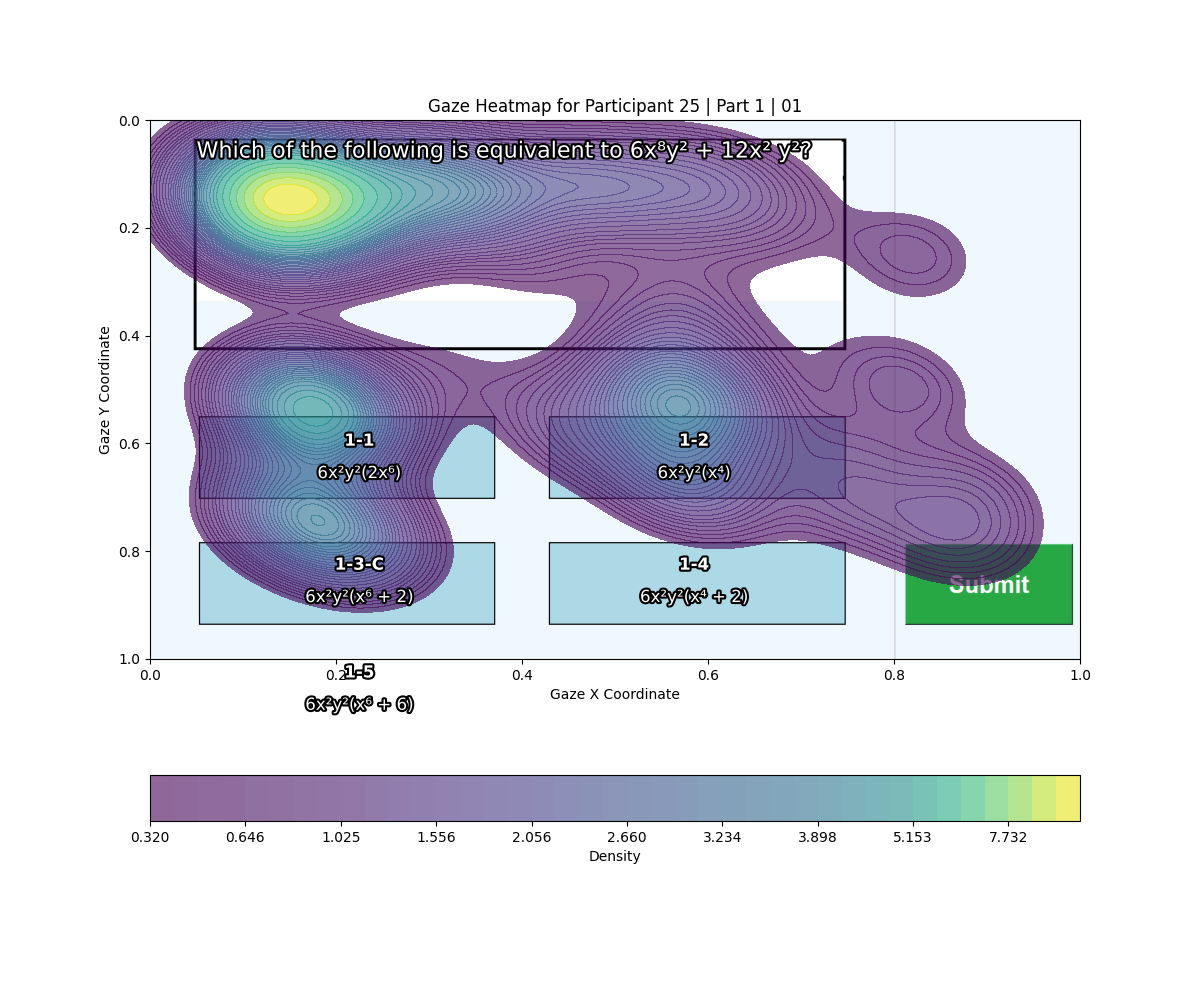 Gaze Heatmap for Participant 25 | Part 1 | 01
0.0
0.2
0.4
0.6
0.8
1.0
Gaze Y Coordinate
Which of the following is equivalent to 6x⁸y² + 12x² y²?
1-1
6x²y²(2x⁶)
1-2
6x²y²(x⁴)
1-3-C
6x²y²(x⁶ + 2)
1-4
6x²y²(x⁴ + 2)
Submit
0.0 0.2 0.4 0.6 0.8 1.0
1-5
Gaze X Coordinate
6x²y²(x⁶ + 6)
0.320 0.646 1.025 1.556 2.056 2.660 3.234 3.898 5.153 7.732
Density